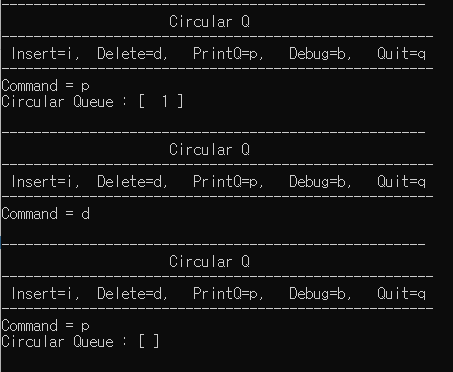 -----------------------------------------------------
Circular Q
------------------------------------------------------
Insert=i, Delete=d, PrintQ=p, Debug=b, Quit=q
------------------------------------------------------
Command = p
Circular Queue : [ 1 ]
-----------------------------------------------------
Circular Q
------------------------------------------------------
Insert=i, Delete=d, PrintQ=p, Debug=b, Quit=q
------------------------------------------------------
Command = d
-----------------------------------------------------
Circular Q
------------------------------------------------------
Insert=i, Delete=d, PrintQ=p, Debug=b, Quit=q
------------------------------------------------------
Command = p
Circular Queue : [ ]